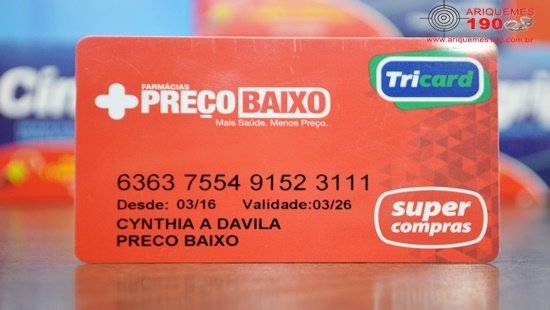 ARIQUEMES
190
www.ariquemes190.com.br
FARMÁCIAS
PREÇO BAIXO
Mais Saúde. Menos Preço.
Tricard
6363 7554 9152 3111
Desde: 03/16 Validade:03/26
CYNTHIA A DAVILA
PRECO BAIXO
super
compras